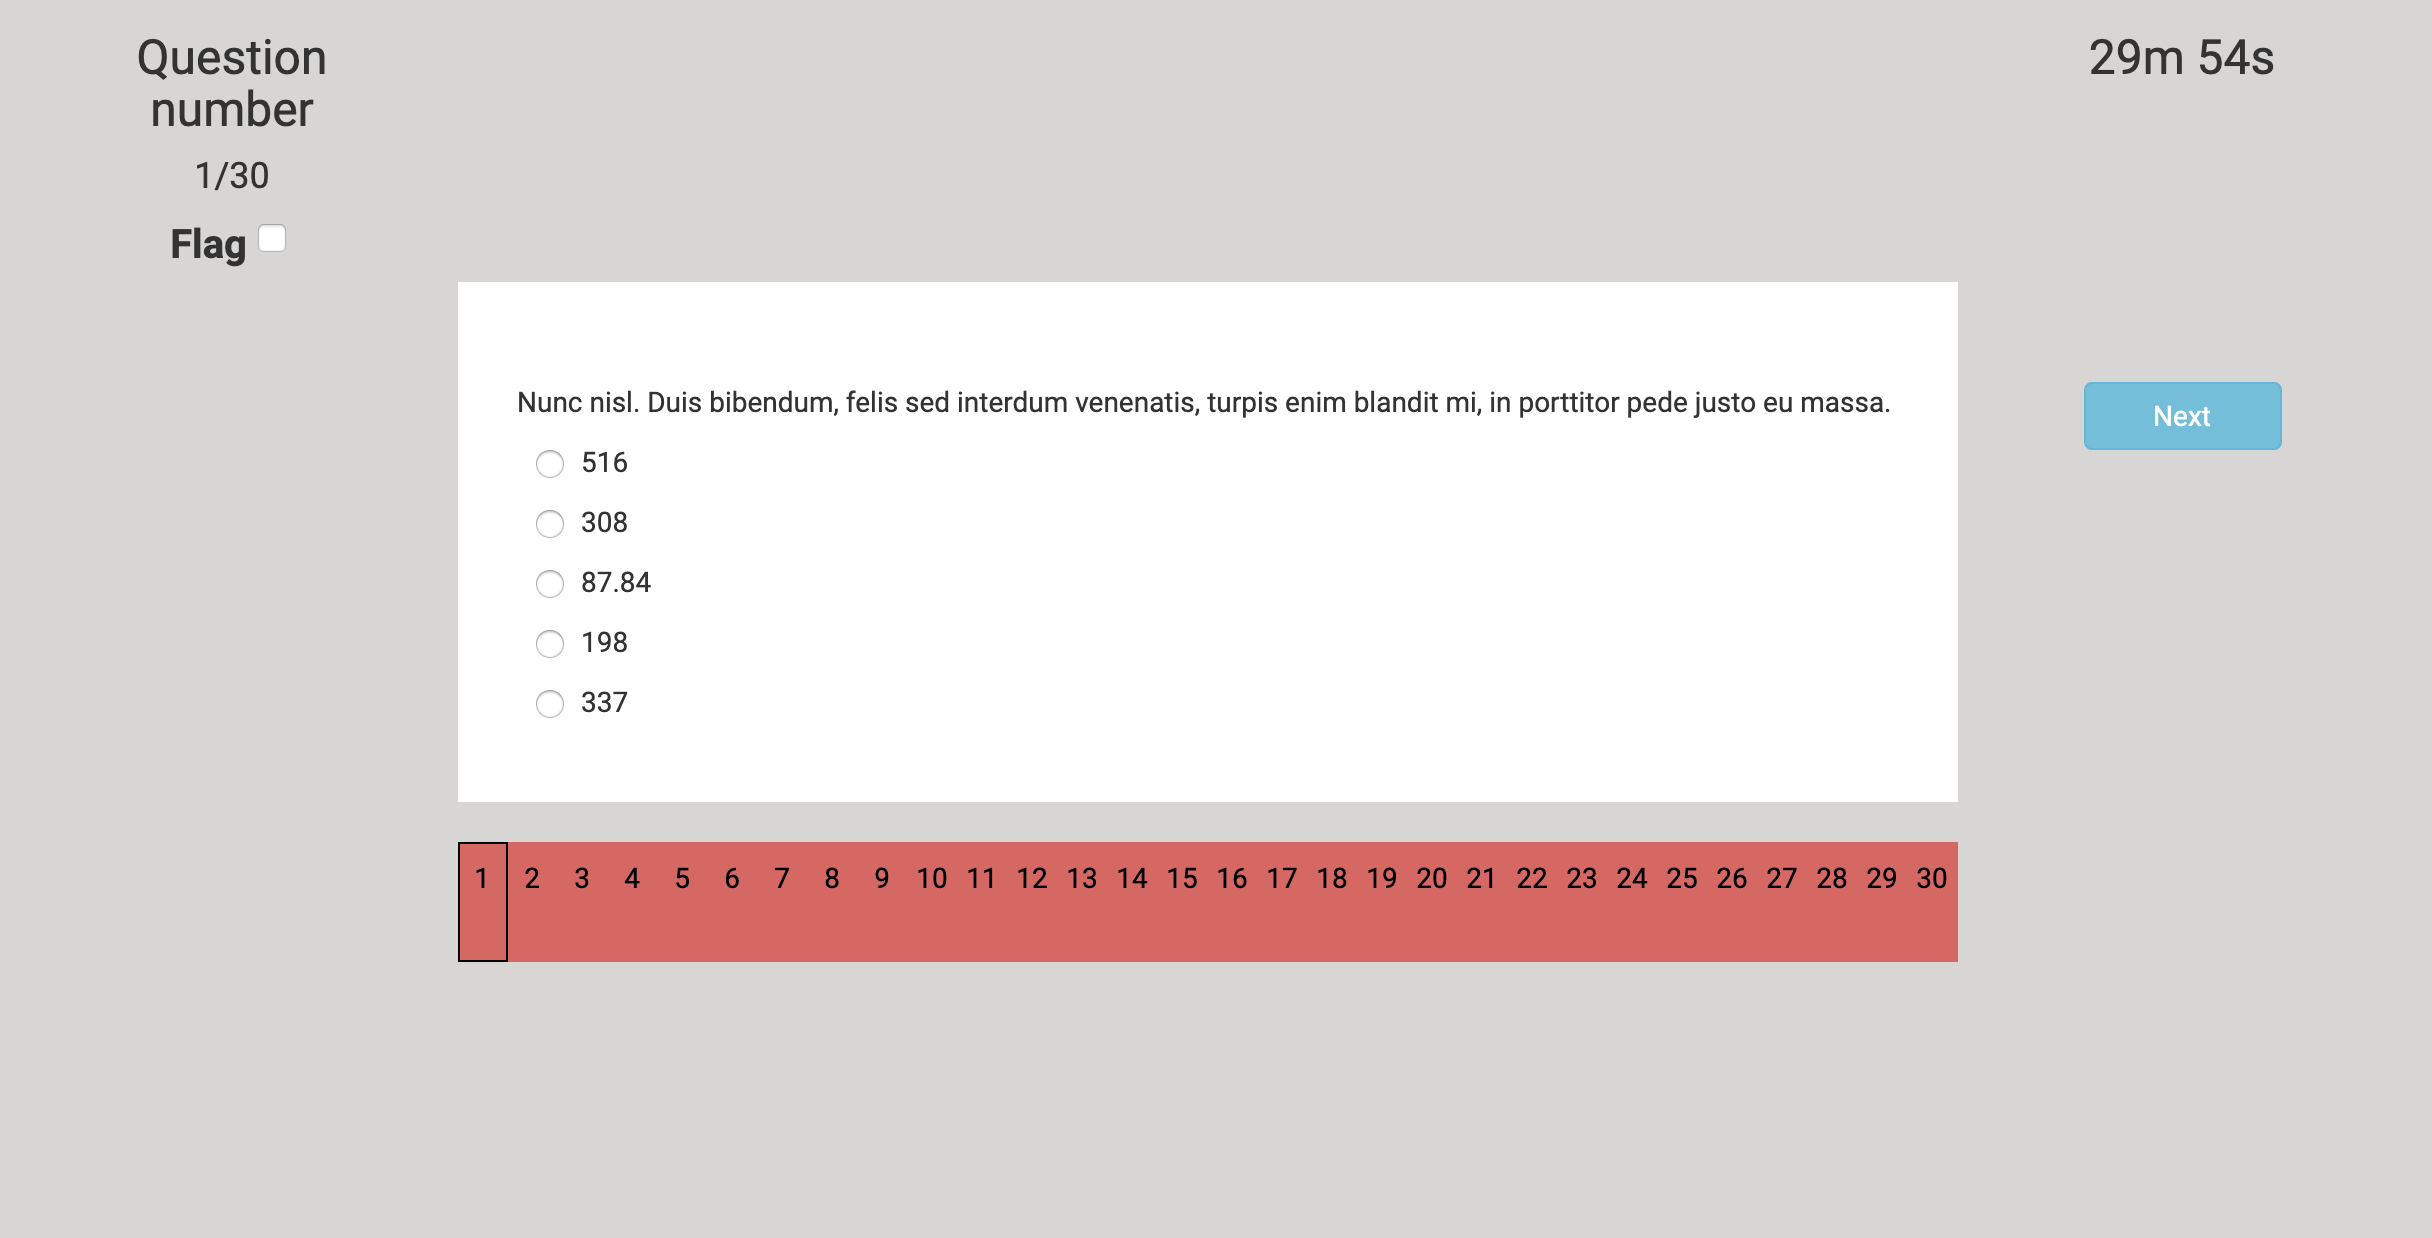 Question
number
1/30
Flag
29m 54s
Nunc nisl. Duis bibendum, felis sed interdum venenatis, turpis enim blandit mi, in porttitor pede justo eu massa.
516
308
87.84
198
337
Next
1 2 3 4 5 6 7 8 9 10 11 12 13 14 15 16 17 18 19 20 21 22 23 24 25 26 27 28 29 30